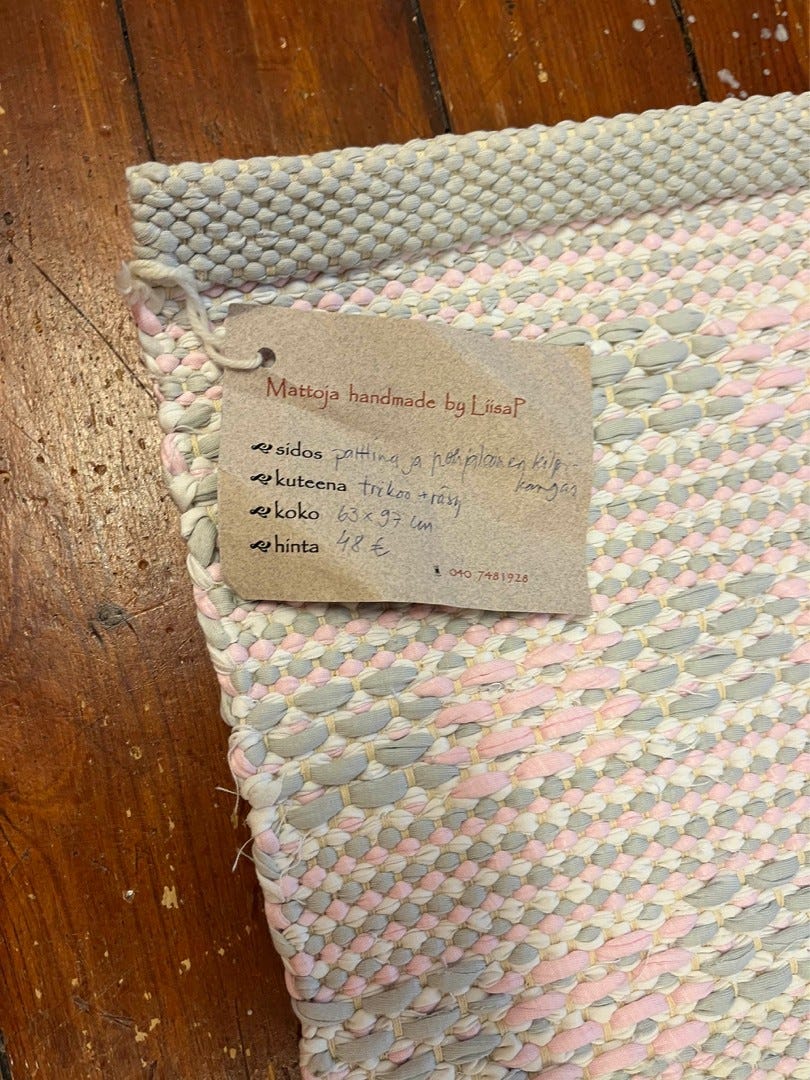 Mattoja handmade by LiisaP
sidos palttina ja pohjalainen kilpi-
kangas
kuteena trikoo + räsy
koko 63 x 97 cm
hinta 48 €
040 7481928